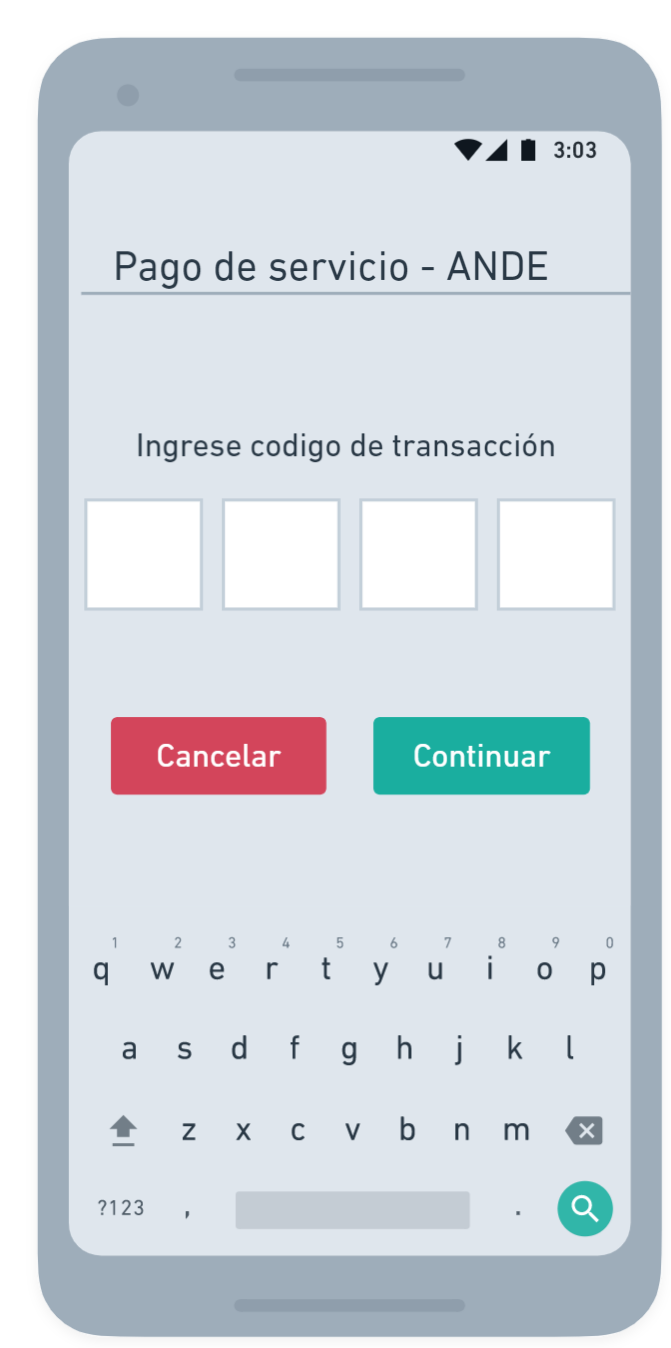 3:03
Pago de servicio - ANDE
Ingrese codigo de transacción
Cancelar Continuar
1 2 3 4 5 6 7 8 9 0
q w e r t y u i o p
a s d f g h j k l
z x c v b n m
?123 , .